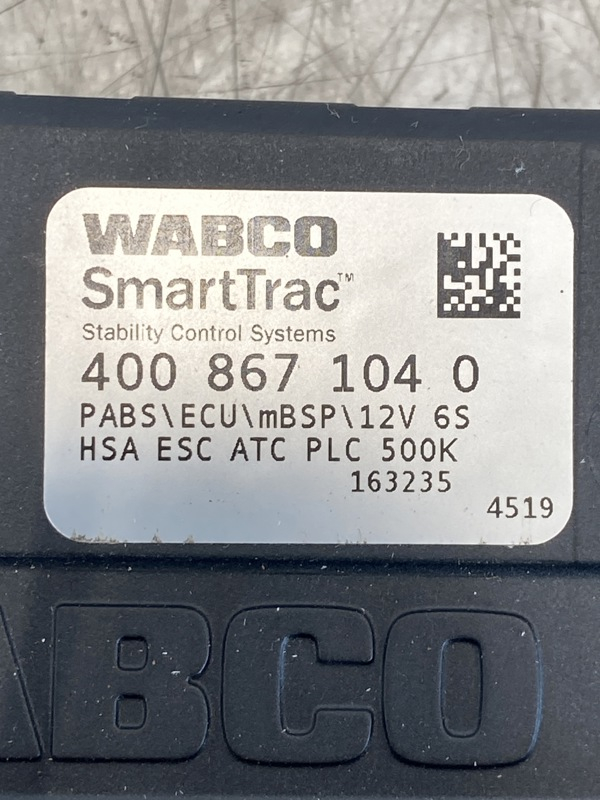 WABCO
SmartTrac™
Stability Control Systems
400 867 104 0
PABS\ECU\mBSP\12V 6S
HSA ESC ATC PLC 500K
163235
4519
ABCO